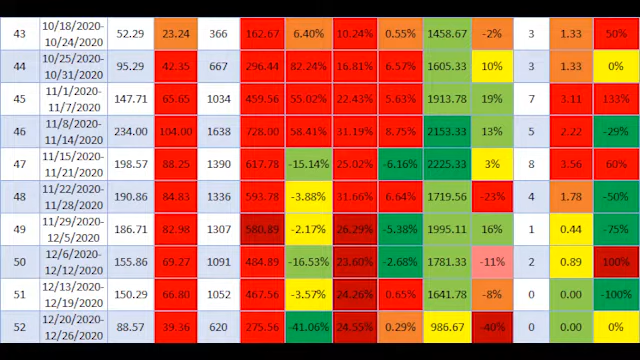 43 10/18/2020-10/24/2020 52.29 23.24 366 162.67 6.40% 10.24% 0.55% 1458.67 -2% 3 1.33 50%
44 10/25/2020-10/31/2020 95.29 42.35 667 296.44 82.24% 16.81% 6.57% 1605.33 10% 3 1.33 0%
45 11/1/2020-11/7/2020 147.71 65.65 1034 459.56 55.02% 22.43% 5.63% 1913.78 19% 7 3.11 133%
46 11/8/2020-11/14/2020 234.00 104.00 1638 728.00 58.41% 31.19% 8.75% 2153.33 13% 5 2.22 -29%
47 11/15/2020-11/21/2020 198.57 88.25 1390 617.78 -15.14% 25.02% -6.16% 2225.33 3% 8 3.56 60%
48 11/22/2020-11/28/2020 190.86 84.83 1336 593.78 -3.88% 31.66% 6.64% 1719.56 -23% 4 1.78 -50%
49 11/29/2020-12/5/2020 186.71 82.98 1307 580.89 -2.17% 26.29% -5.38% 1995.11 16% 1 0.44 -75%
50 12/6/2020-12/12/2020 155.86 69.27 1091 484.89 -16.53% 23.60% -2.68% 1781.33 -11% 2 0.89 100%
51 12/13/2020-12/19/2020 150.29 66.80 1052 467.56 -3.57% 24.26% 0.65% 1641.78 -8% 0 0.00 -100%
52 12/20/2020-12/26/2020 88.57 39.36 620 275.56 -41.06% 24.55% 0.29% 986.67 -40% 0 0.00 0%